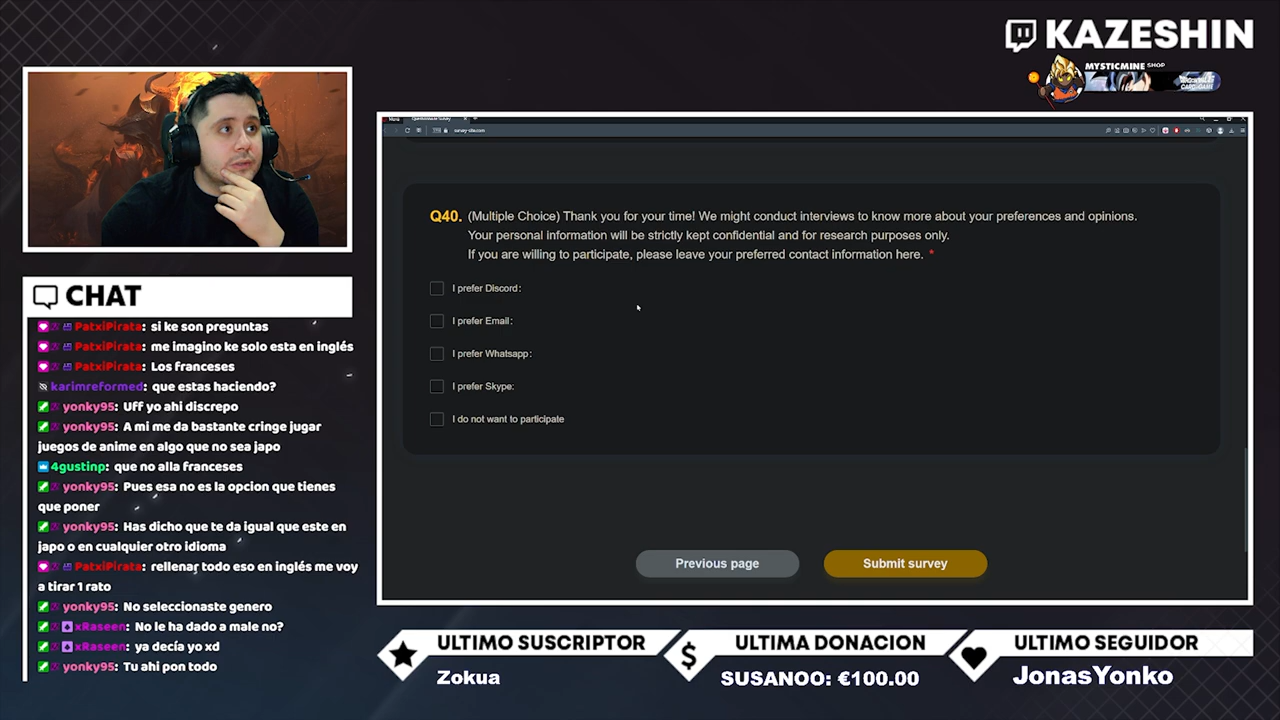 KAZESHIN
MYSTICMINE SHOP
survey-cdo.com
Q40. (Multiple Choice) Thank you for your time! We might conduct interviews to know more about your preferences and opinions.
Your personal information will be strictly kept confidential and for research purposes only.
If you are willing to participate, please leave your preferred contact information here. *
I prefer Discord:
I prefer Email:
I prefer Whatsapp:
I prefer Skype:
I do not want to participate
Previous page
Submit survey
CHAT
PatxiPirata: si ke son preguntas
PatxiPirata: me imagino ke solo esta en inglés
PatxiPirata: Los franceses
karimreformed: que estas haciendo?
yonky95: Uff yo ahi discrepo
yonky95: A mi me da bastante cringe jugar
juegos de anime en algo que no sea japo
4gustinp: que no alla franceses
yonky95: Pues esa no es la opcion que tienes
que poner
yonky95: Has dicho que te da igual que este en
japo o en cualquier otro idioma
PatxiPirata: rellenar todo eso en inglés me voy
a tirar 1 rato
yonky95: No seleccionaste genero
xRaseen: No le ha dado a male no?
xRaseen: ya decía yo xd
yonky95: Tu ahi pon todo
ULTIMO SUSCRIPTOR
Zokua
ULTIMA DONACION
SUSANOO: €100.00
ULTIMO SEGUIDOR
JonasYonko